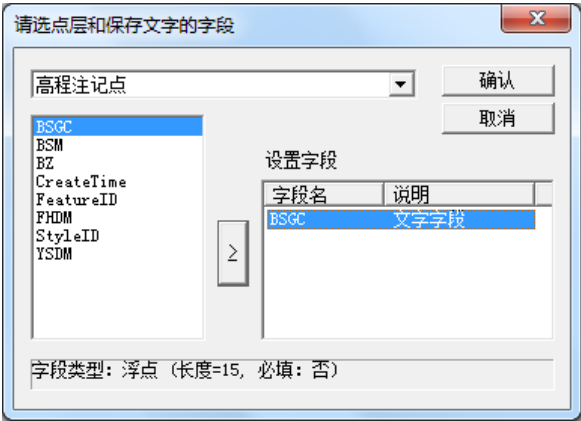 请选点层和保存文字的字段
高程注记点
确认
取消
BSGC
BSM
BZ
CreateTime
FeatureID
FHDM
StyleID
YSDM
≥
设置字段
字段名 说明
BSGC 文字字段
字段类型: 浮点 (长度=15, 必填: 否)